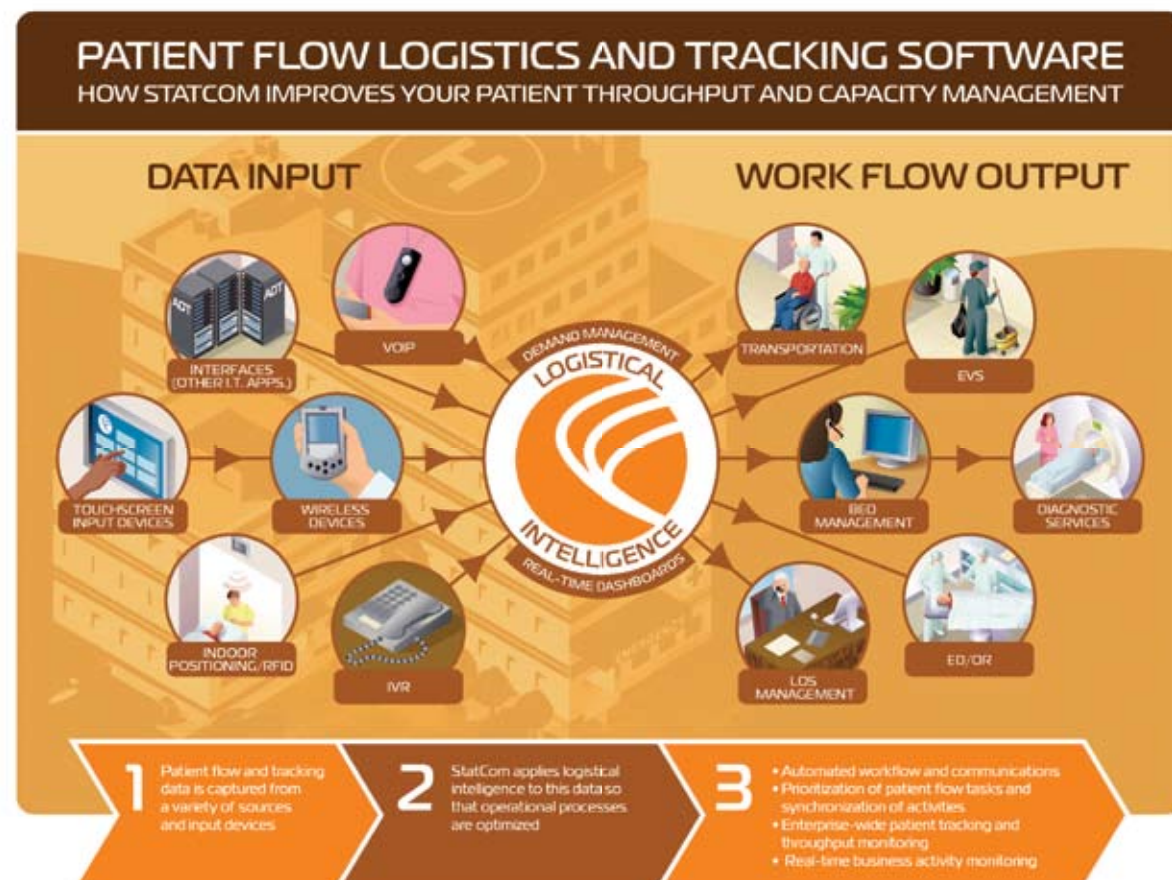 PATIENT FLOW LOGISTICS AND TRACKING SOFTWARE
HOW STATCOM IMPROVES YOUR PATIENT THROUGHPUT AND CAPACITY MANAGEMENT
DATA INPUT
WORK FLOW OUTPUT
H
ADT
ADT
INTERFACES
(OTHER I.T. APPS.)
VOIP
TOUCHSCREEN
INPUT DEVICES
WIRELESS
DEVICES
INDOOR
POSITIONING/RFID
IVR
DEMAND MANAGEMENT
LOGISTICAL
INTELLIGENCE
REAL-TIME DASHBOARDS
TRANSPORTATION
EVS
BED
MANAGEMENT
DIAGNOSTIC
SERVICES
LOS
MANAGEMENT
ED/OR
1
Patient flow and tracking
data is captured from
a variety of sources
and input devices
2
StatCom applies logistical
intelligence to this data so
that operational processes
are optimized
3
• Automated workflow and communications
• Prioritization of patient flow tasks and
synchronization of activities
• Enterprise-wide patient tracking and
throughput monitoring
• Real-time business activity monitoring